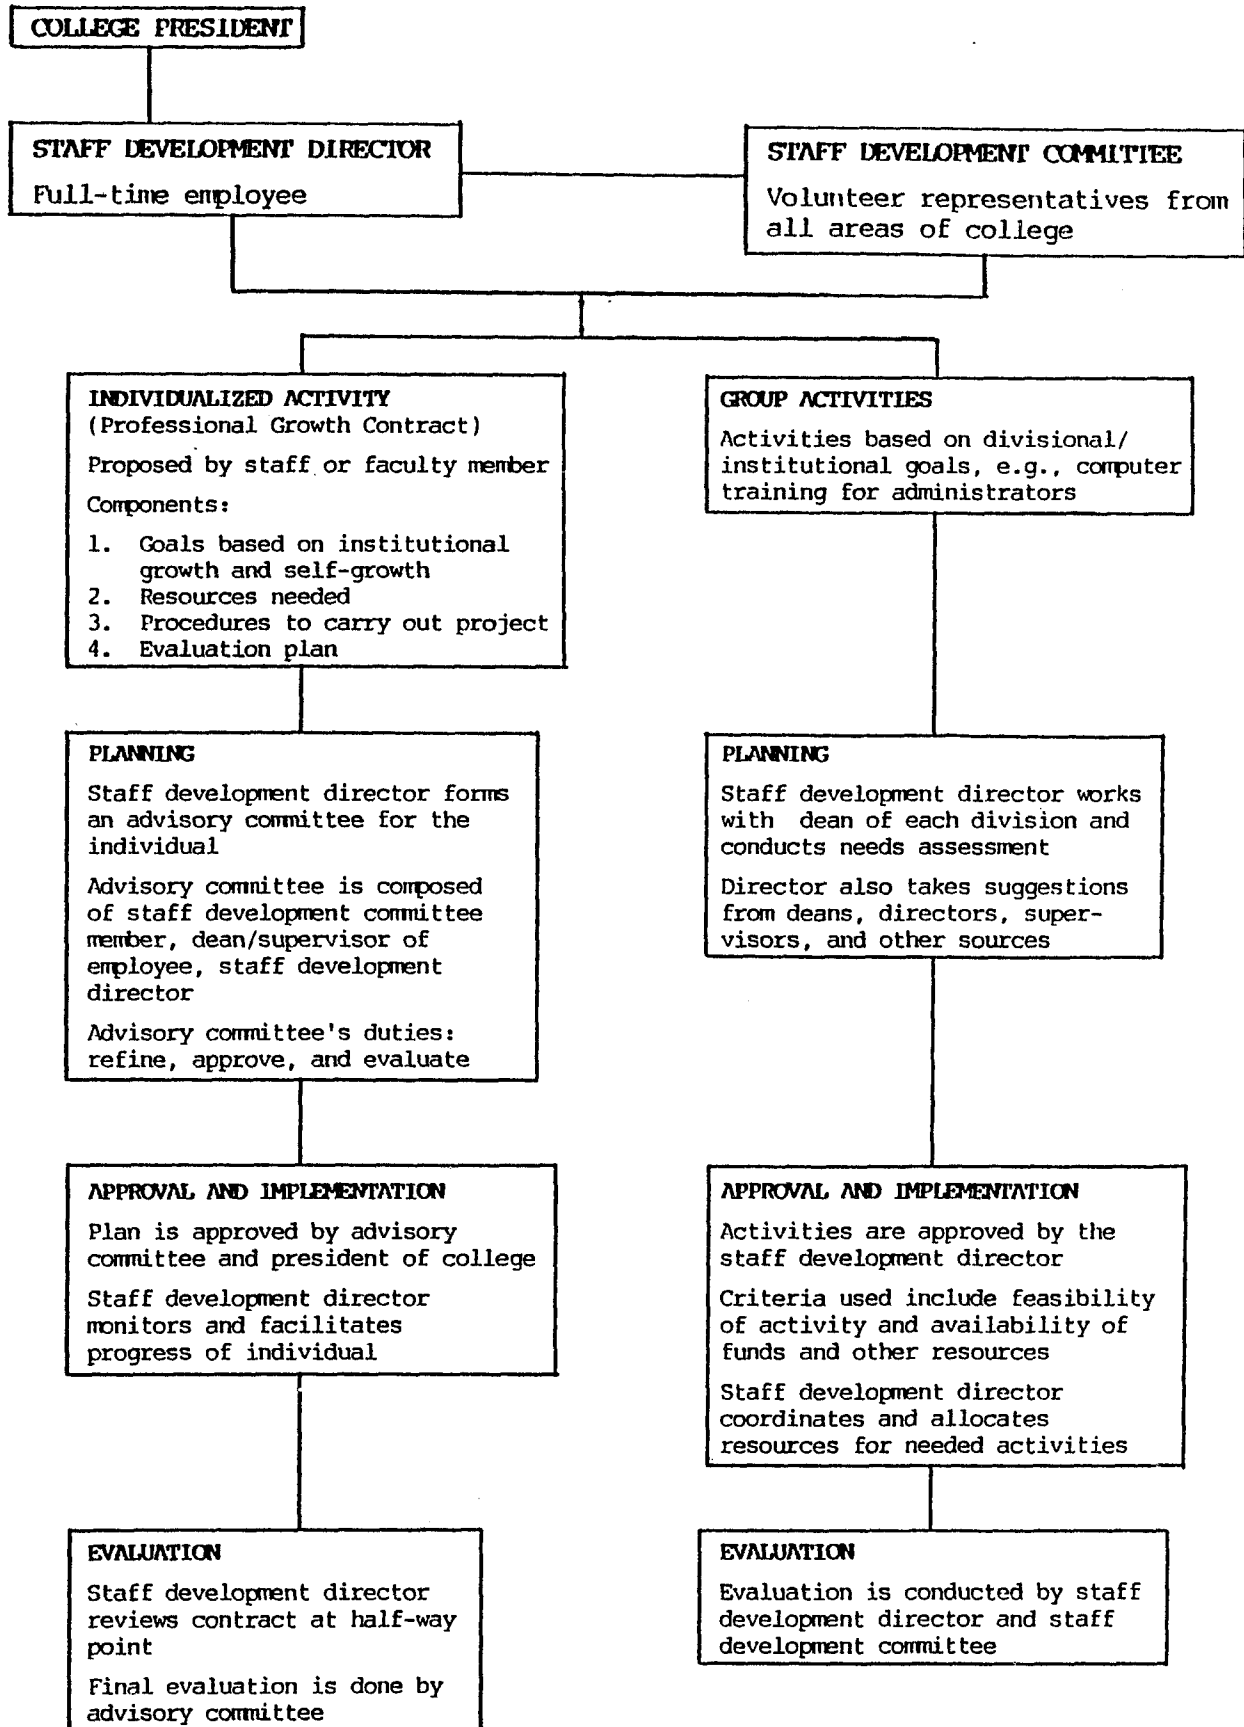 COLLEGE PRESIDENT
STAFF DEVELOPMENT DIRECTOR
Full-time employee
STAFF DEVELOPMENT COMMITTEE
Volunteer representatives from
all areas of college
INDIVIDUALIZED ACTIVITY
(Professional Growth Contract)
Proposed by staff or faculty member
Components:
1. Goals based on institutional
growth and self-growth
2. Resources needed
3. Procedures to carry out project
4. Evaluation plan
GROUP ACTIVITIES
Activities based on divisional/
institutional goals, e.g., computer
training for administrators
PLANNING
Staff development director forms
an advisory committee for the
individual
Advisory committee is composed
of staff development committee
member, dean/supervisor of
employee, staff development
director
Advisory committee's duties:
refine, approve, and evaluate
PLANNING
Staff development director works
with dean of each division and
conducts needs assessment
Director also takes suggestions
from deans, directors, super-
visors, and other sources
APPROVAL AND IMPLEMENTATION
Plan is approved by advisory
committee and president of college
Staff development director
monitors and facilitates
progress of individual
APPROVAL AND IMPLEMENTATION
Activities are approved by the
staff development director
Criteria used include feasibility
of activity and availability of
funds and other resources
Staff development director
coordinates and allocates
resources for needed activities
EVALUATION
Staff development director
reviews contract at half-way
point
Final evaluation is done by
advisory committee
EVALUATION
Evaluation is conducted by staff
development director and staff
development committee